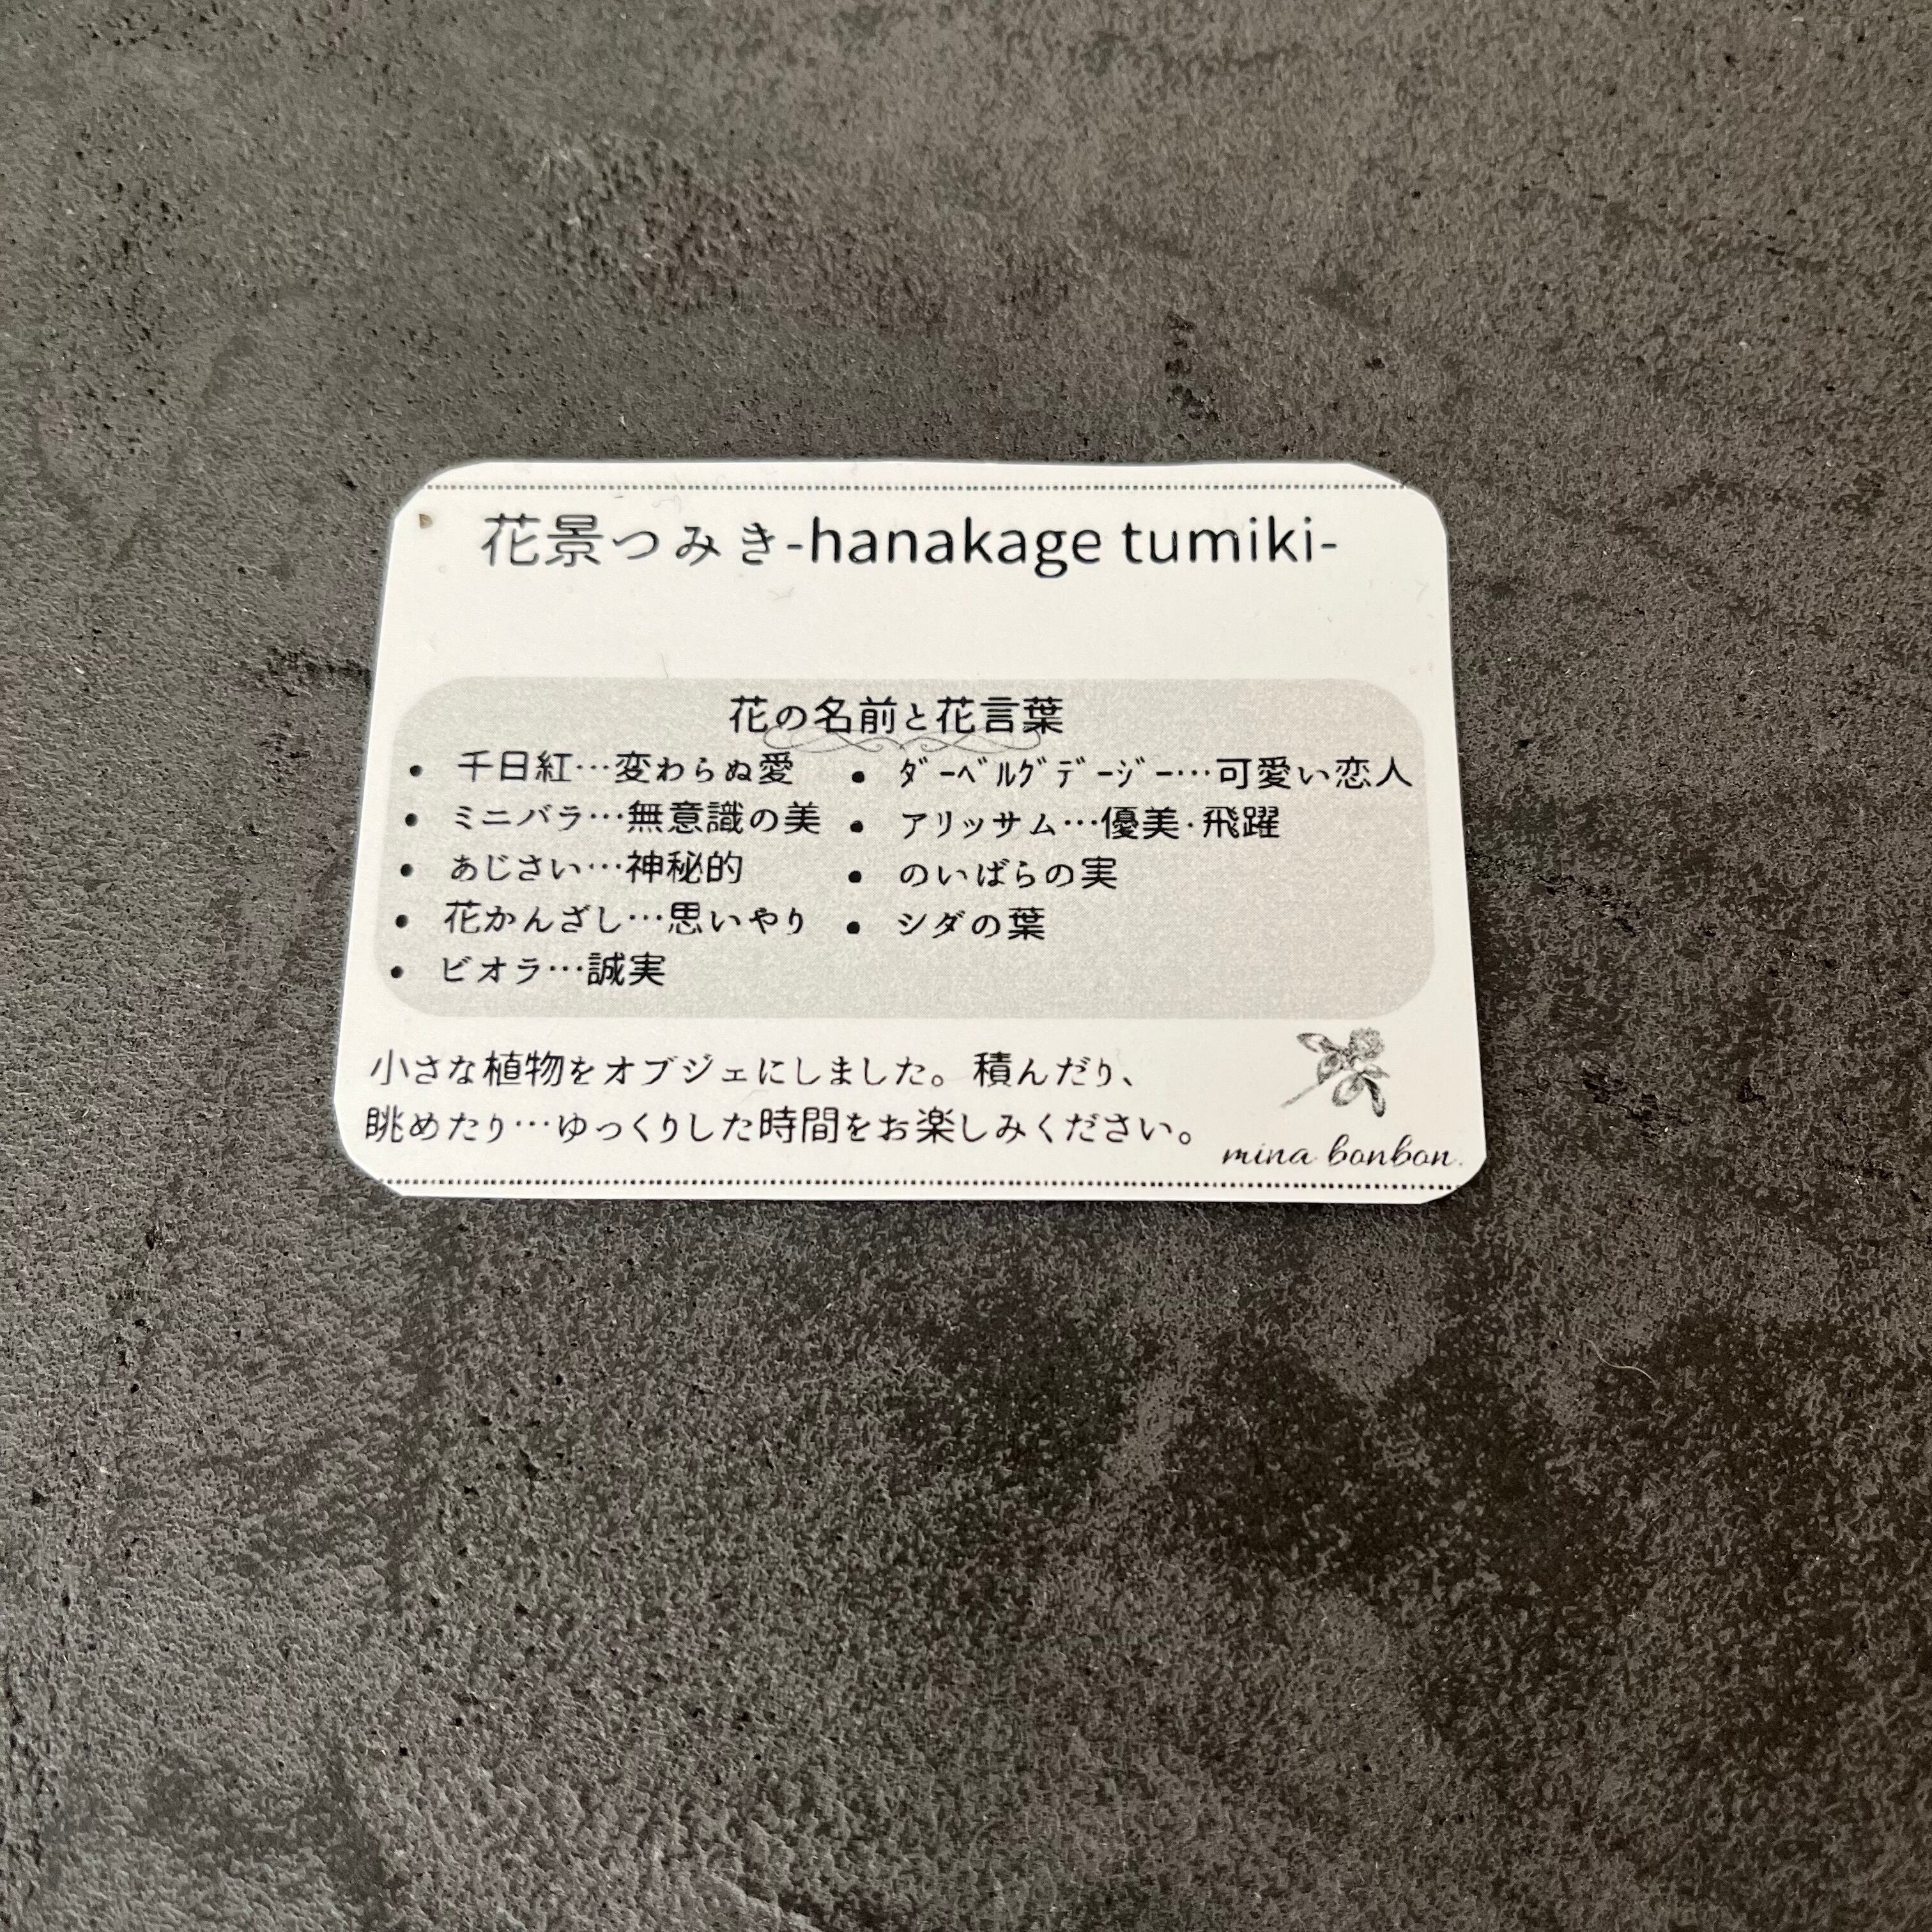 花景つみき-hanakage tumiki-
花の名前と花言葉
• 千日紅…変わらぬ愛
• ミニバラ…無意識の美
• あじさい…神秘的
• 花かんざし…思いやり
• ビオラ…誠実
• ﾀﾞｰﾍﾞﾙｸﾞﾃﾞｰｼﾞｰ…可愛い恋人
• アリッサム…優美·飛躍
• のいばらの実
• シダの葉
小さな植物をオブジェにしました。積んだり、
眺めたり…ゆっくりした時間をお楽しみください。
mina bonbon.